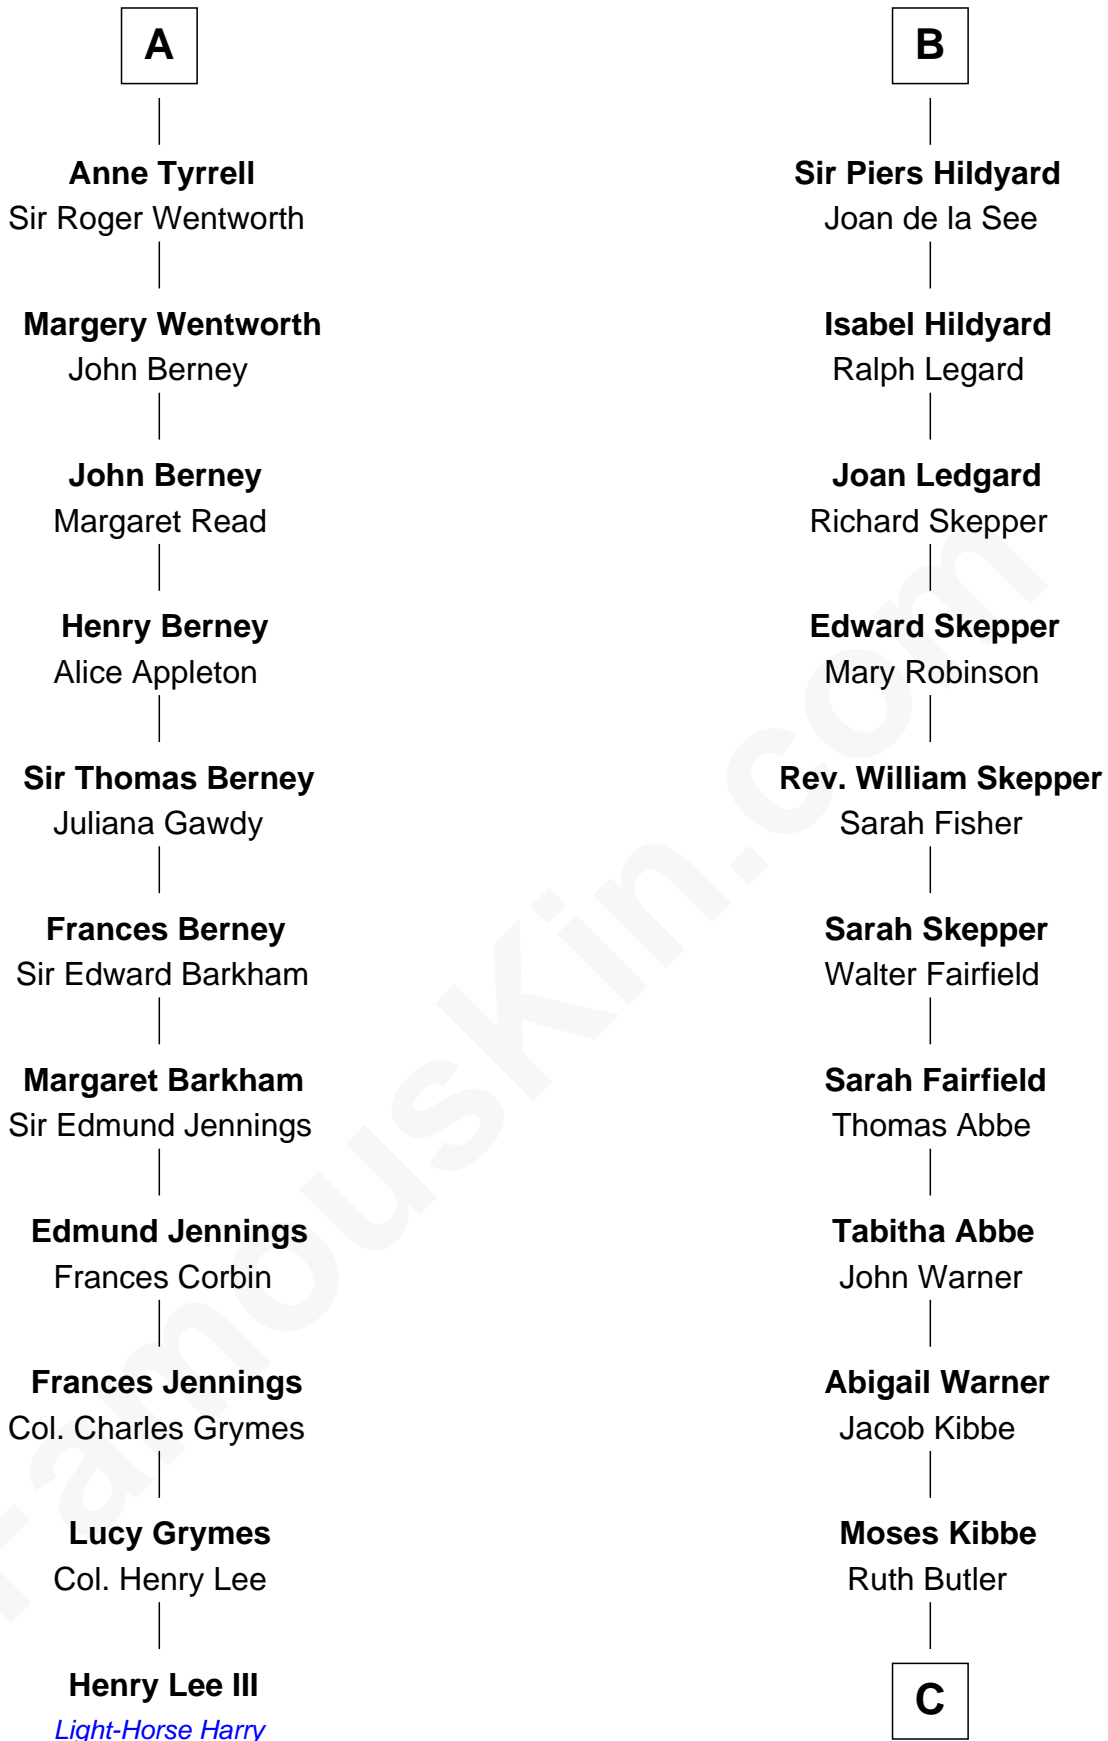 A
Anne Tyrrell
Sir Roger Wentworth
Margery Wentworth
John Berney
John Berney
Margaret Read
Henry Berney
Alice Appleton
Sir Thomas Berney
Juliana Gawdy
Frances Berney
Sir Edward Barkham
Margaret Barkham
Sir Edmund Jennings
Edmund Jennings
Frances Corbin
Frances Jennings
Col. Charles Grymes
Lucy Grymes
Col. Henry Lee
Henry Lee III
Light-Horse Harry
B
Sir Piers Hildyard
Joan de la See
Isabel Hildyard
Ralph Legard
Joan Ledgard
Richard Skepper
Edward Skepper
Mary Robinson
Rev. William Skepper
Sarah Fisher
Sarah Skepper
Walter Fairfield
Sarah Fairfield
Thomas Abbe
Tabitha Abbe
John Warner
Abigail Warner
Jacob Kibbe
Moses Kibbe
Ruth Butler
C
FamousKin.com